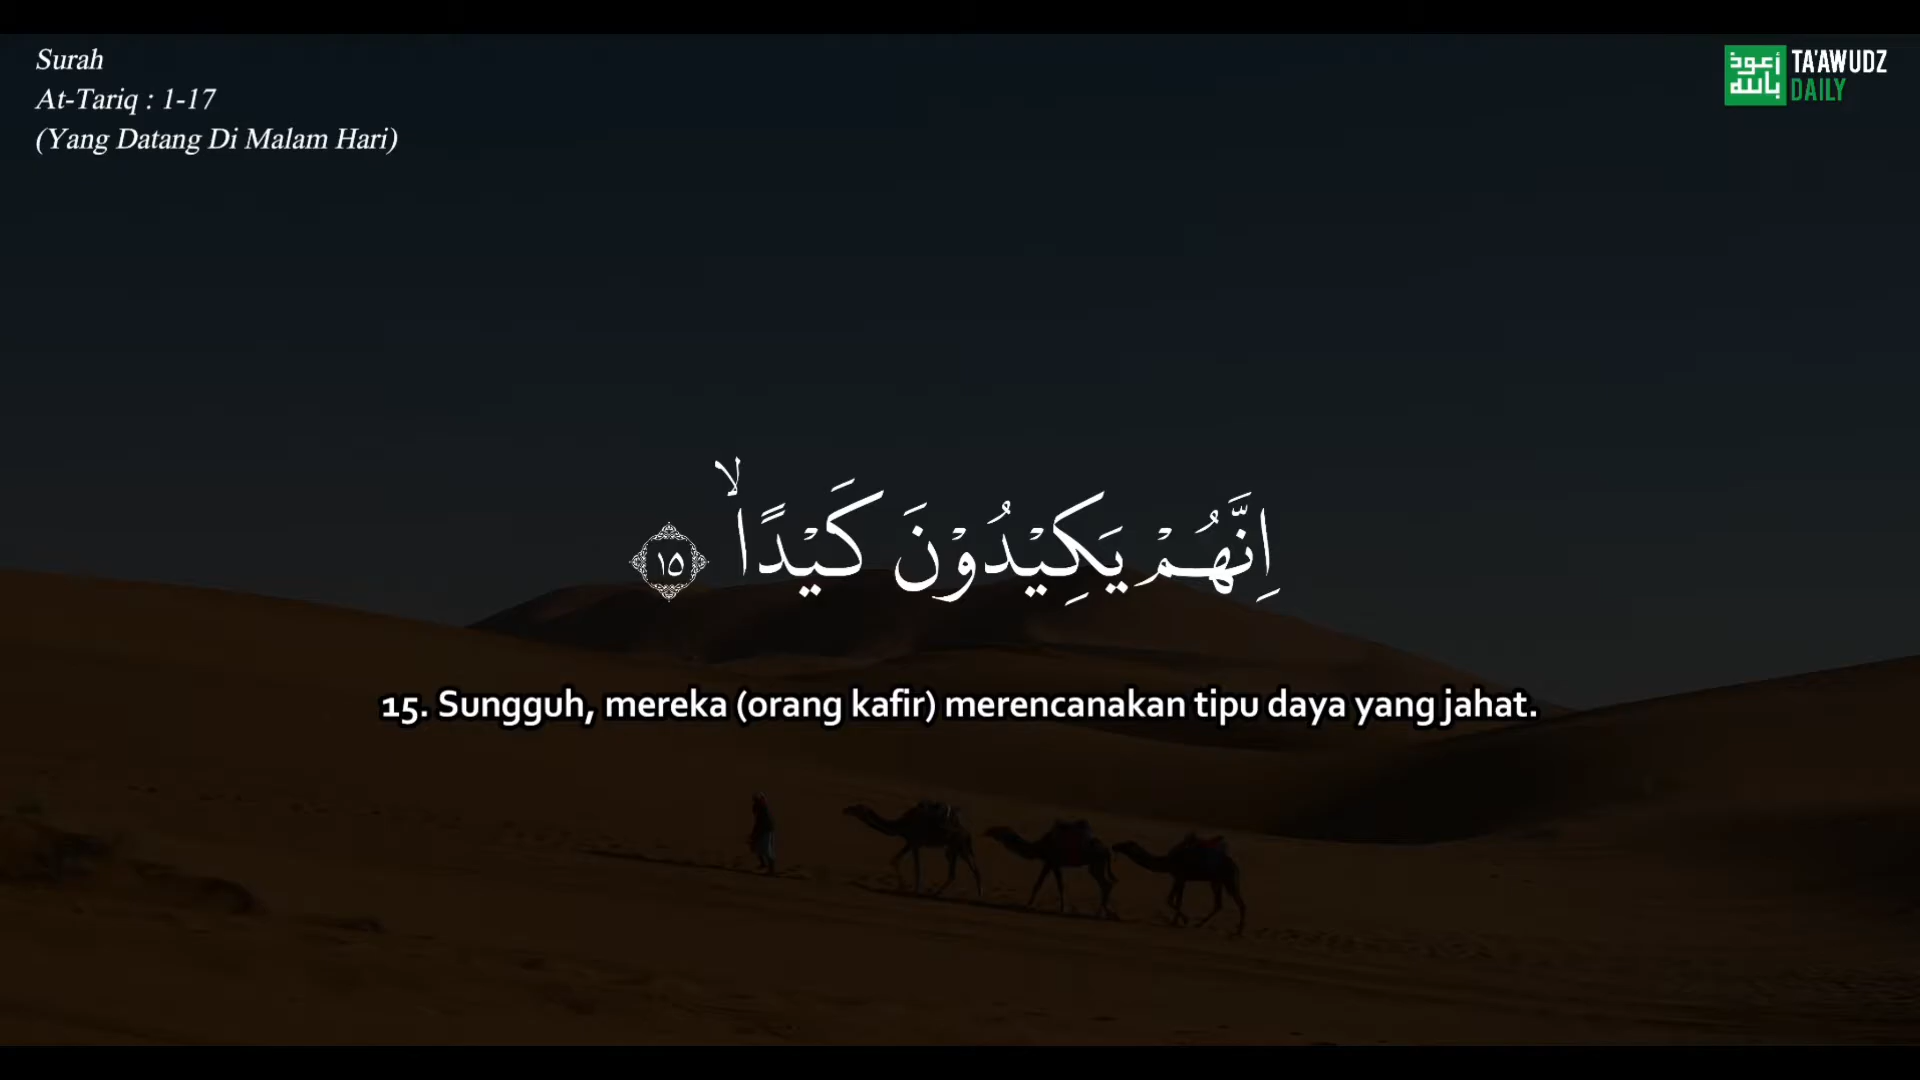 Surah
At-Tariq : 1-17
(Yang Datang Di Malam Hari)
أعوذ
بالله
TA'AWUDZ
DAILY
اِنَّهُمْ يَكِيْدُوْنَ كَيْدًاۙ ١٥
15. Sungguh, mereka (orang kafir) merencanakan tipu daya yang jahat.